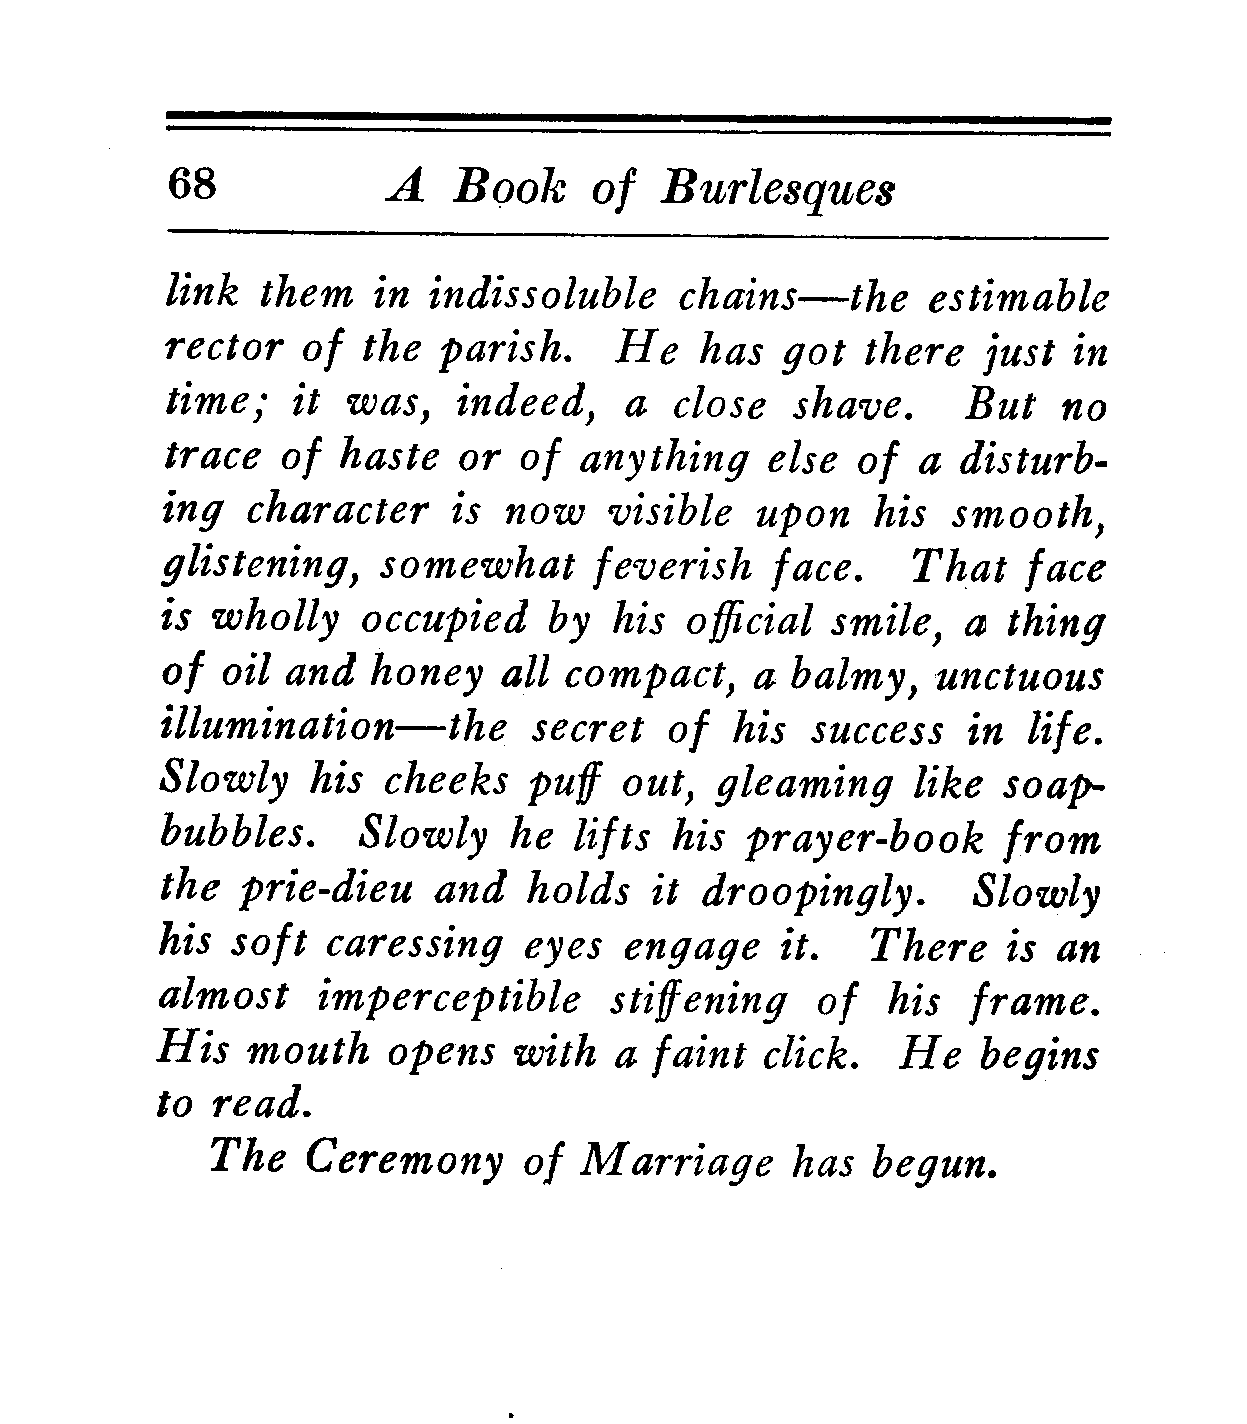 68 A Book of Burlesques
link them in indissoluble chains—the estimable
rector of the parish. He has got there just in
time; it was, indeed, a close shave. But no
trace of haste or of anything else of a disturb-
ing character is now visible upon his smooth,
glistening, somewhat feverish face. That face
is wholly occupied by his official smile, a thing
of oil and honey all compact, a balmy, unctuous
illumination—the secret of his success in life.
Slowly his cheeks puff out, gleaming like soap-
bubbles. Slowly he lifts his prayer-book from
the prie-dieu and holds it droopingly. Slowly
his soft caressing eyes engage it. There is an
almost imperceptible stiffening of his frame.
His mouth opens with a faint click. He begins
to read.
The Ceremony of Marriage has begun.